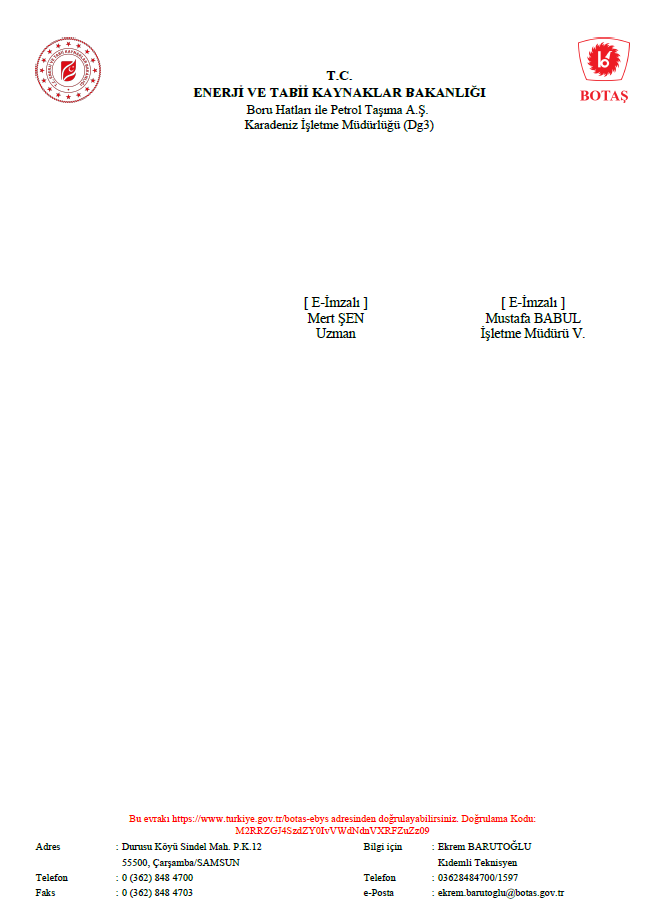 T.C.
ENERJİ VE TABİİ KAYNAKLAR BAKANLIĞI
Boru Hatları ile Petrol Taşıma A.Ş.
Karadeniz İşletme Müdürlüğü (Dg3)
BOTAŞ
[ E-İmzalı ]
Mert ŞEN
Uzman
[ E-İmzalı ]
Mustafa BABUL
İşletme Müdürü V.
Bu evrakı https://www.turkiye.gov.tr/botas-ebys adresinden doğrulayabilirsiniz. Doğrulama Kodu:
M2RRZGJ4SzdZY0IvVWdNdnVXRFZuZz09
Adres : Durusu Köyü Sindel Mah. P.K.12
55500, Çarşamba/SAMSUN
Telefon : 0 (362) 848 4700
Faks : 0 (362) 848 4703
Bilgi için : Ekrem BARUTOĞLU
Kıdemli Teknisyen
Telefon : 03628484700/1597
e-Posta : ekrem.barutoglu@botas.gov.tr